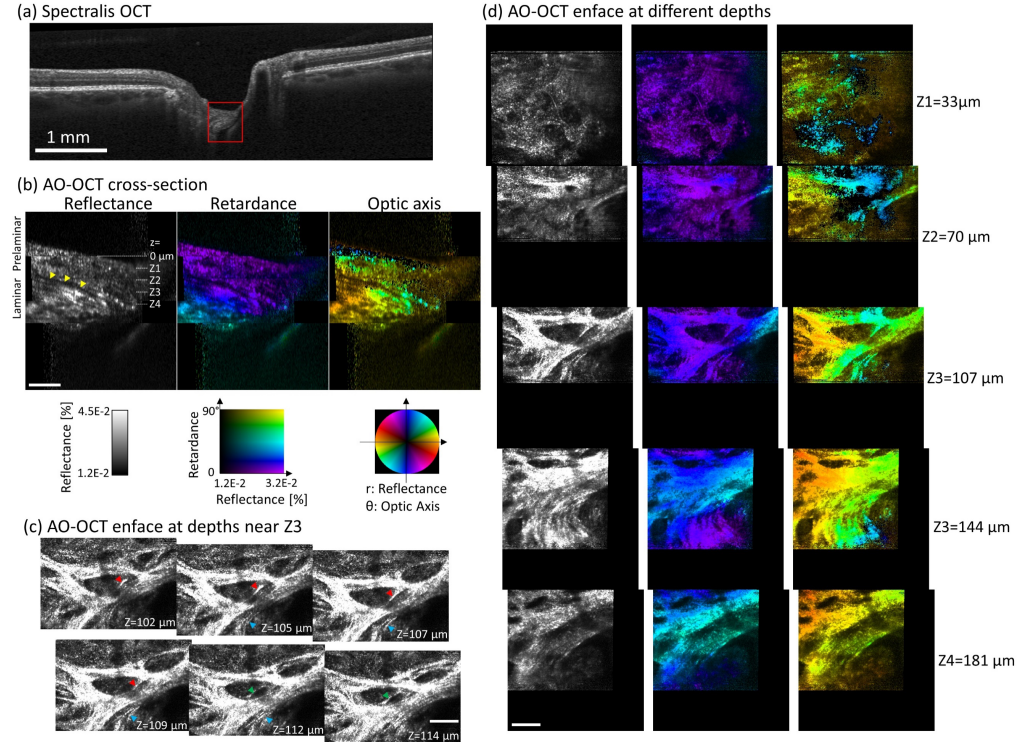 (a) Spectralis OCT
1 mm
(b) AO-OCT cross-section
Reflectance Retardance Optic axis
Laminar Prelaminar
z=
0 µm
Z1
Z2
Z3
Z4
Reflectance [%]
4.5E-2
1.2E-2
Retardance
90°
0
1.2E-2 3.2E-2
Reflectance [%]
r: Reflectance
θ: Optic Axis
(c) AO-OCT enface at depths near Z3
Z=102 µm
Z=105 µm
Z=107 µm
Z=109 µm
Z=112 µm
Z=114 µm
(d) AO-OCT enface at different depths
Z1=33µm
Z2=70 µm
Z3=107 µm
Z3=144 µm
Z4=181 µm